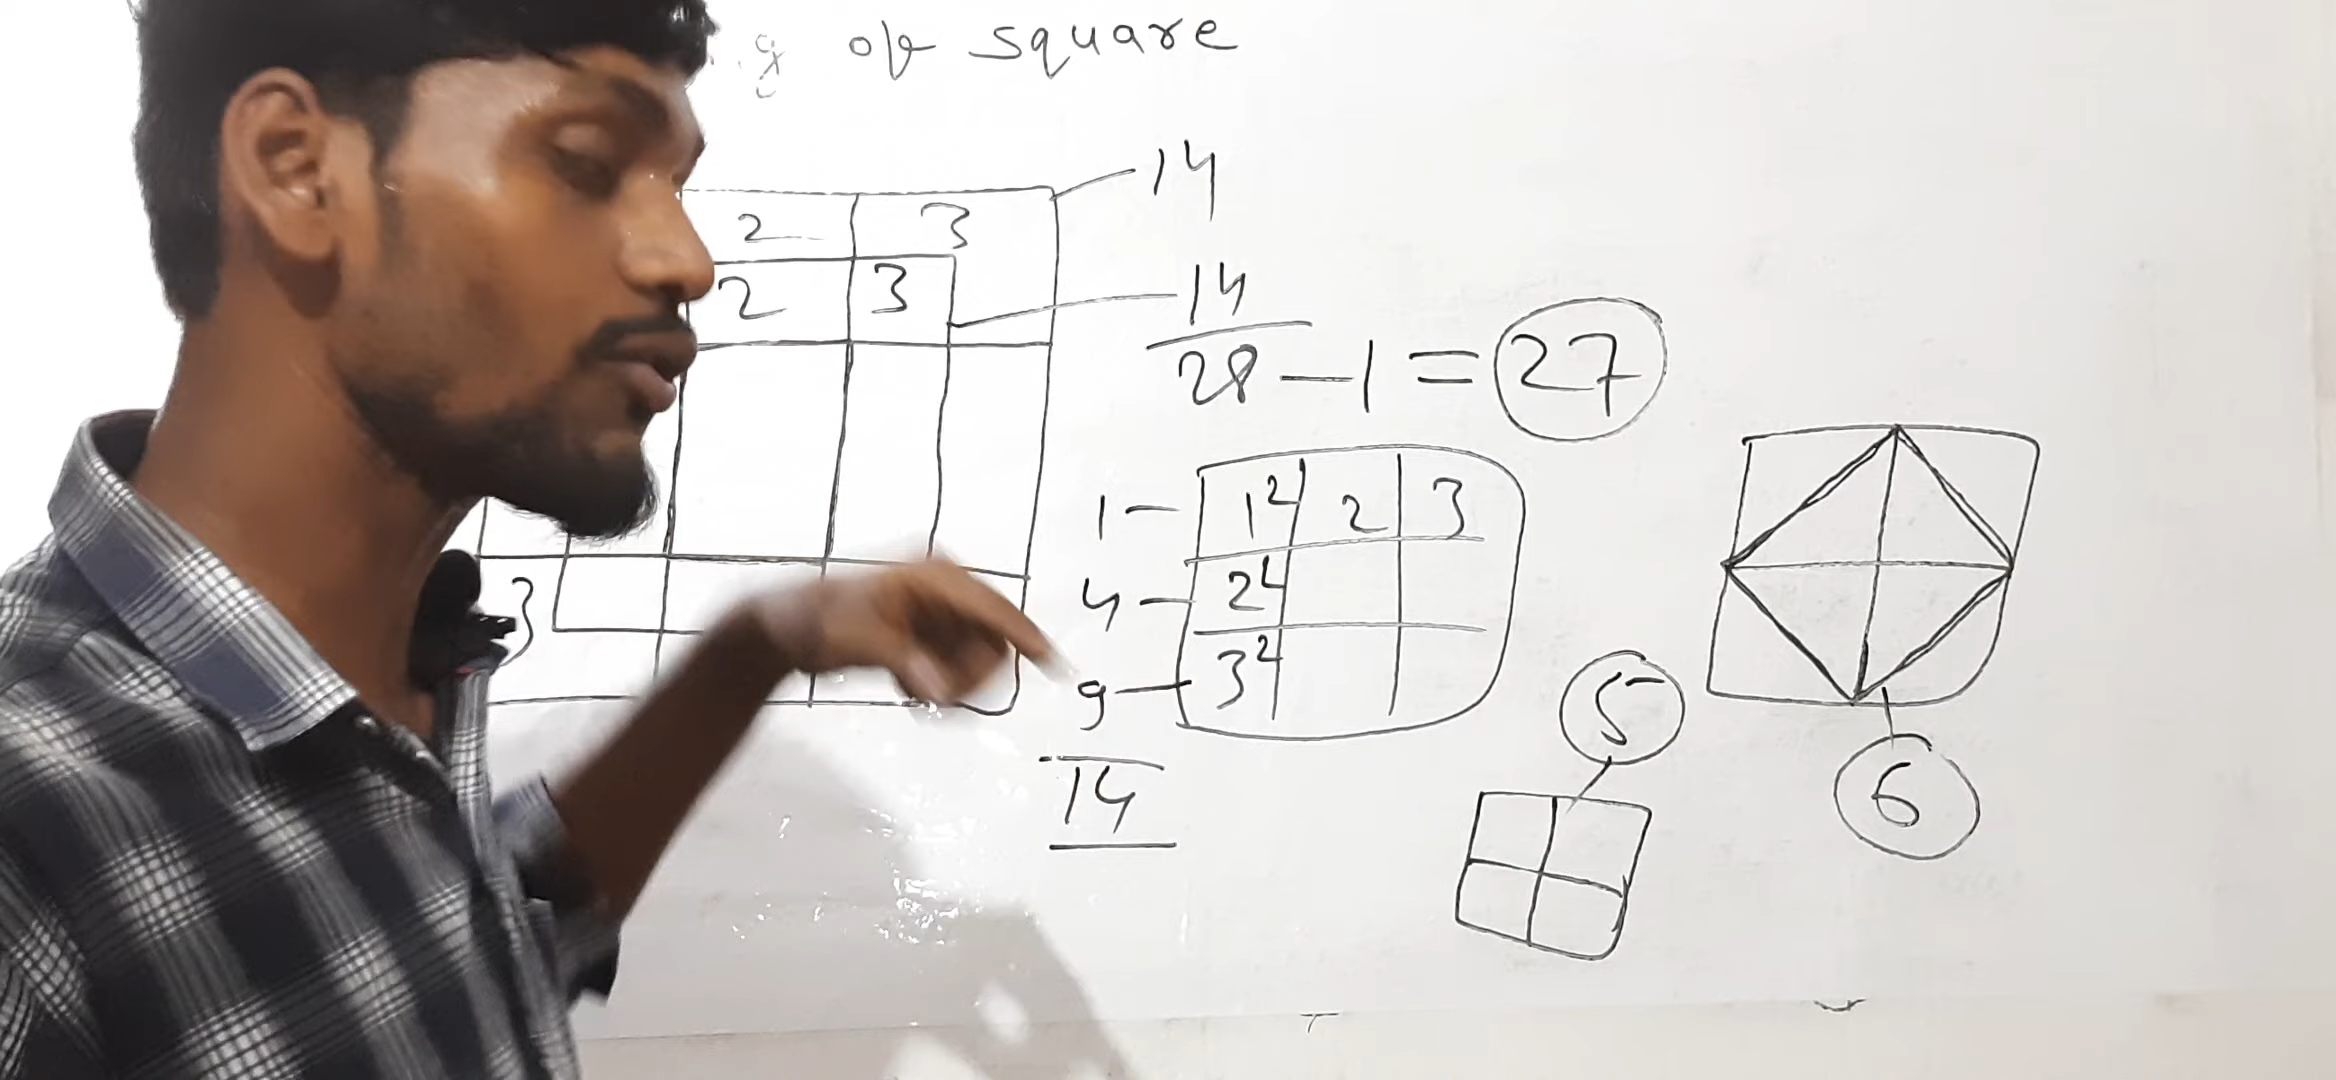 of square
2 3 14
2 3 14
28 – 1 = 27
1 – 1² 2 3
4 – 2²
3 9 – 3²
14
5
6